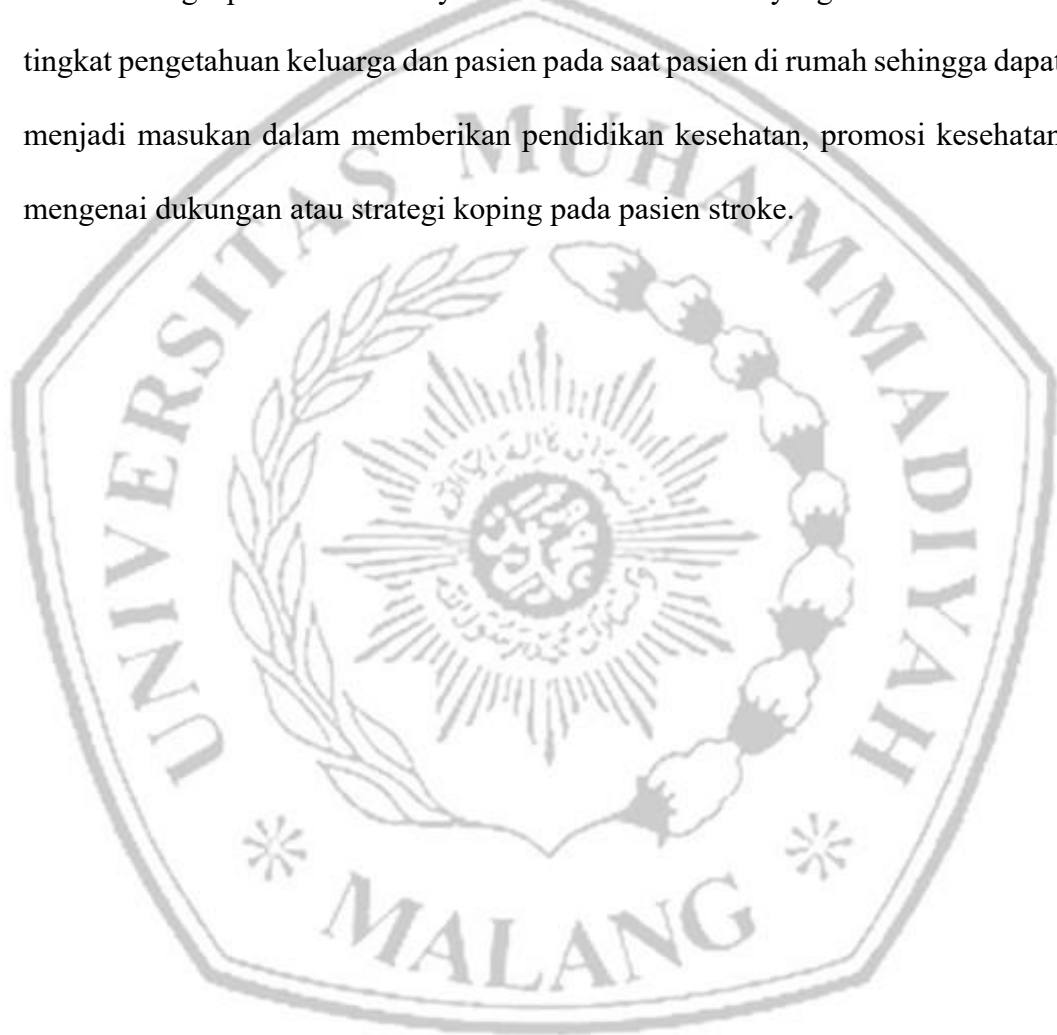 tingkat pengetahuan keluarga dan pasien pada saat pasien di rumah sehingga dapat
menjadi masukan dalam memberikan pendidikan kesehatan, promosi kesehatan
mengenai dukungan atau strategi koping pada pasien stroke.
UNIVERSITAS MUHAMMADIYAH
MALANG